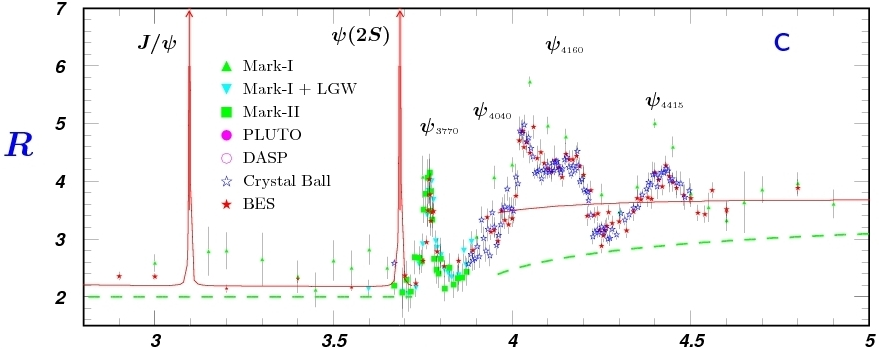 7
6
5
4
3
2
R
J/ψ
ψ(2S)
Mark-I
Mark-I + LGW
Mark-II
PLUTO
DASP
Crystal Ball
BES
ψ3770
ψ4040
ψ4160
ψ4415
C
3
3.5
4
4.5
5